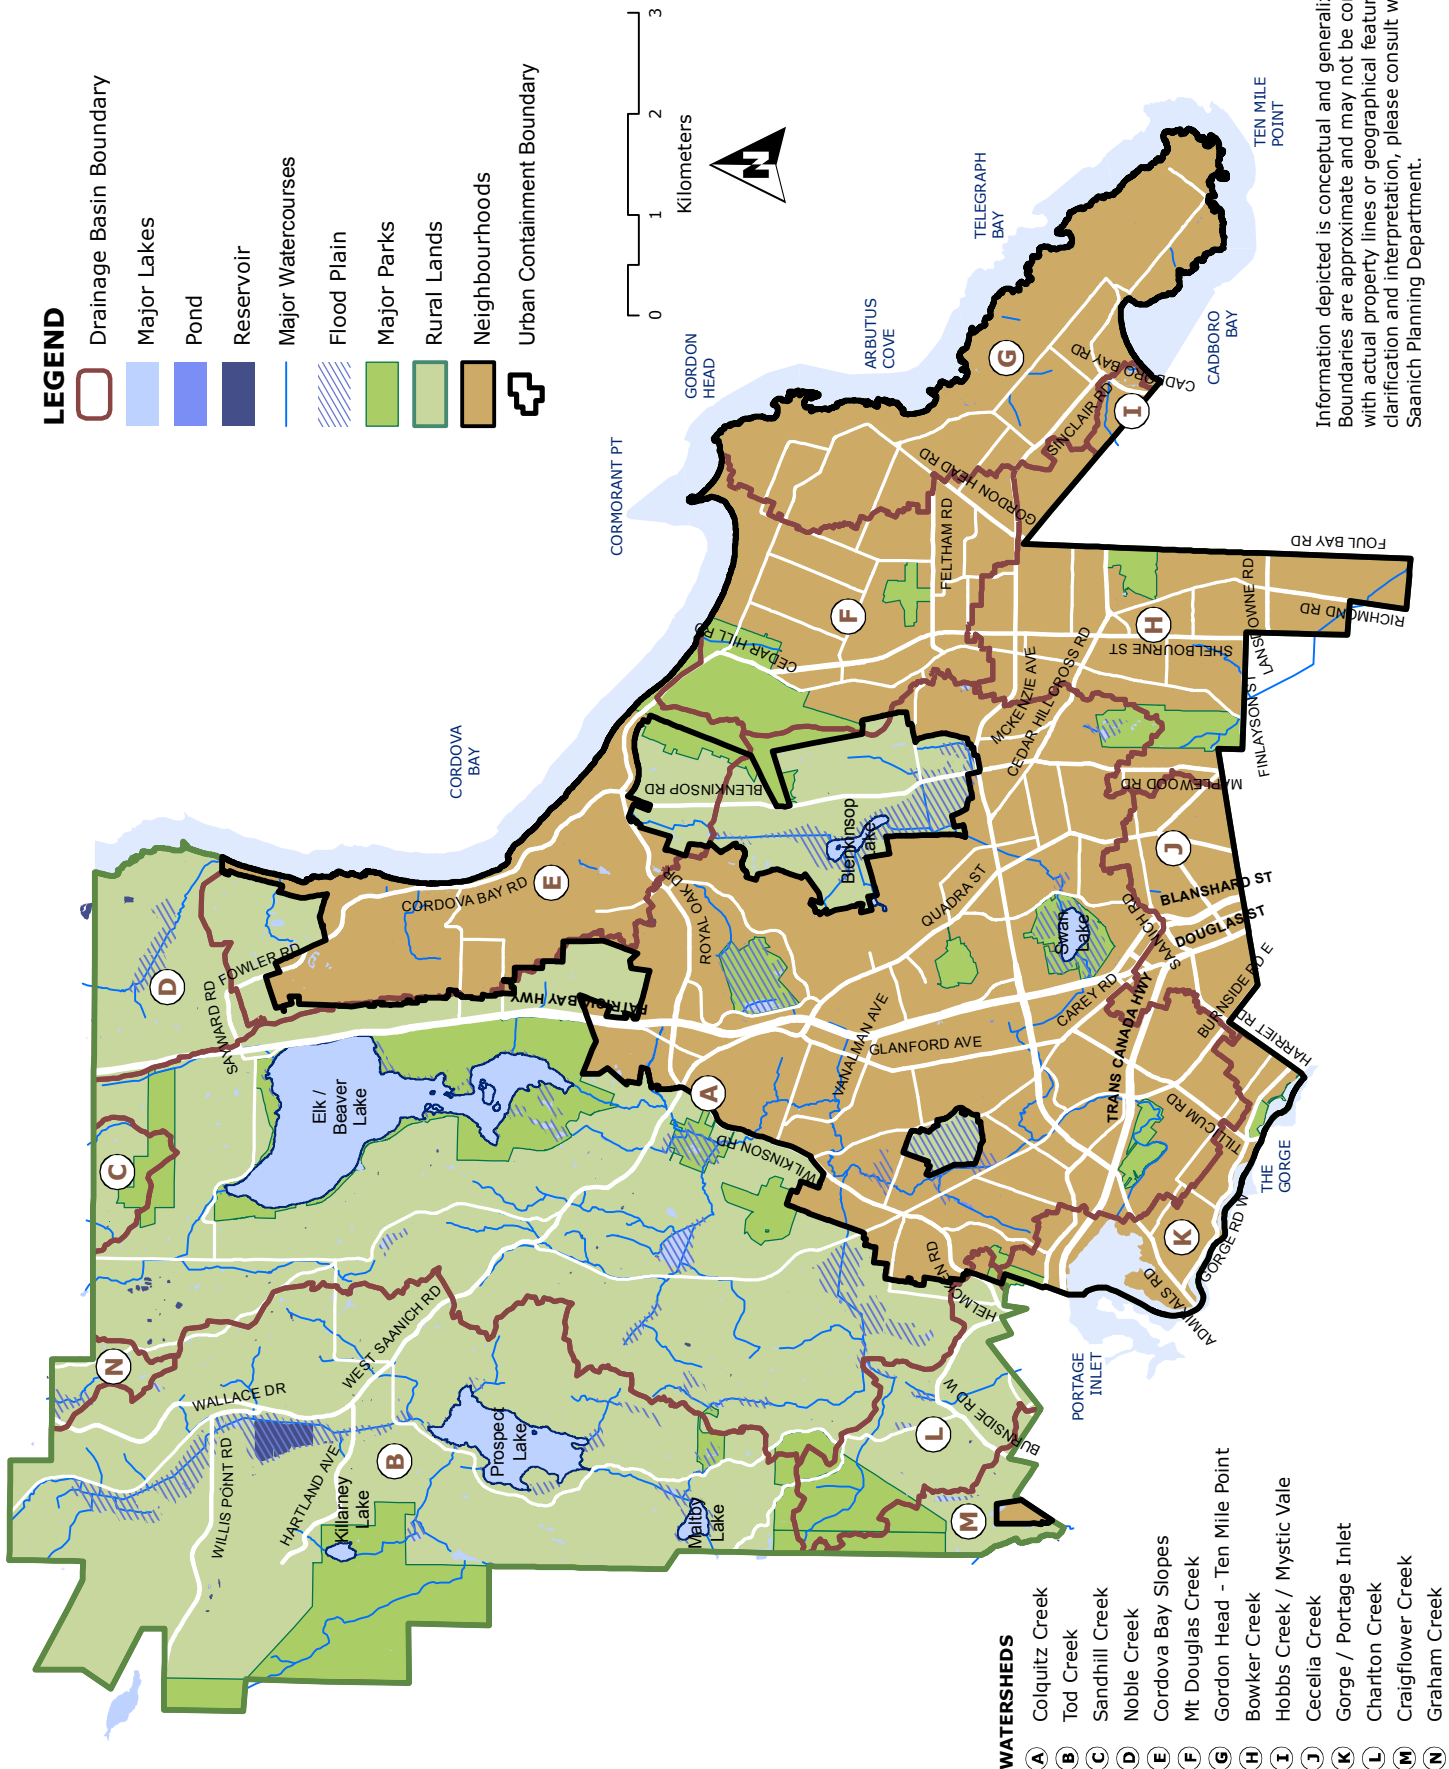 LEGEND
Drainage Basin Boundary
Major Lakes
Pond
Reservoir
Major Watercourses
Flood Plain
Major Parks
Rural Lands
Neighbourhoods
Urban Containment Boundary
0
1
2
3
Kilometers
N
CORMORANT PT
GORDON
HEAD
ARBUTUS
COVE
TELEGRAPH
BAY
TEN MILE
POINT
CADBORO
BAY
CORDOVA
BAY
THE
GORGE
PORTAGE
INLET
Elk /
Beaver
Lake
Prospect
Lake
Killarney
Lake
Maltby
Lake
Blenkinsop
Lake
Swan
Lake
SAYWARD RD
FOWLER RD
CORDOVA BAY RD
PATRICIA BAY HWY
ROYAL OAK DR
BLENKINSOP RD
CEDAR HILL RD
FELTHAM RD
GORDON HEAD RD
SINCLAIR RD
CADBORO BAY RD
MCKENZIE AVE
CEDAR HILL CROSS RD
SHELBOURNE ST
LANSDOWNE RD
RICHMOND RD
FOUL BAY RD
FINLAYSON ST
MAPLEWOOD RD
QUADRA ST
BLANSHARD ST
DOUGLAS ST
SAANICH RD
CAREY RD
VANALMAN AVE
GLANFORD AVE
TRANS CANADA HWY
BURNSIDE RD E
HARRIET RD
TILLICUM RD
GORGE RD W
ADMIRALS RD
HELMCKEN RD
BURNSIDE RD W
WILKINSON RD
WEST SAANICH RD
WALLACE DR
WILLIS POINT RD
HARTLAND AVE
A
B
C
D
E
F
G
H
I
J
K
L
M
N
WATERSHEDS
A Colquitz Creek
B Tod Creek
C Sandhill Creek
D Noble Creek
E Cordova Bay Slopes
F Mt Douglas Creek
G Gordon Head - Ten Mile Point
H Bowker Creek
I Hobbs Creek / Mystic Vale
J Cecelia Creek
K Gorge / Portage Inlet
L Charlton Creek
M Craigflower Creek
N Graham Creek
Information depicted is conceptual and
Boundaries are approximate and may not be
with actual property lines or geographical
clarification and interpretation, please consult
Saanich Planning Department.